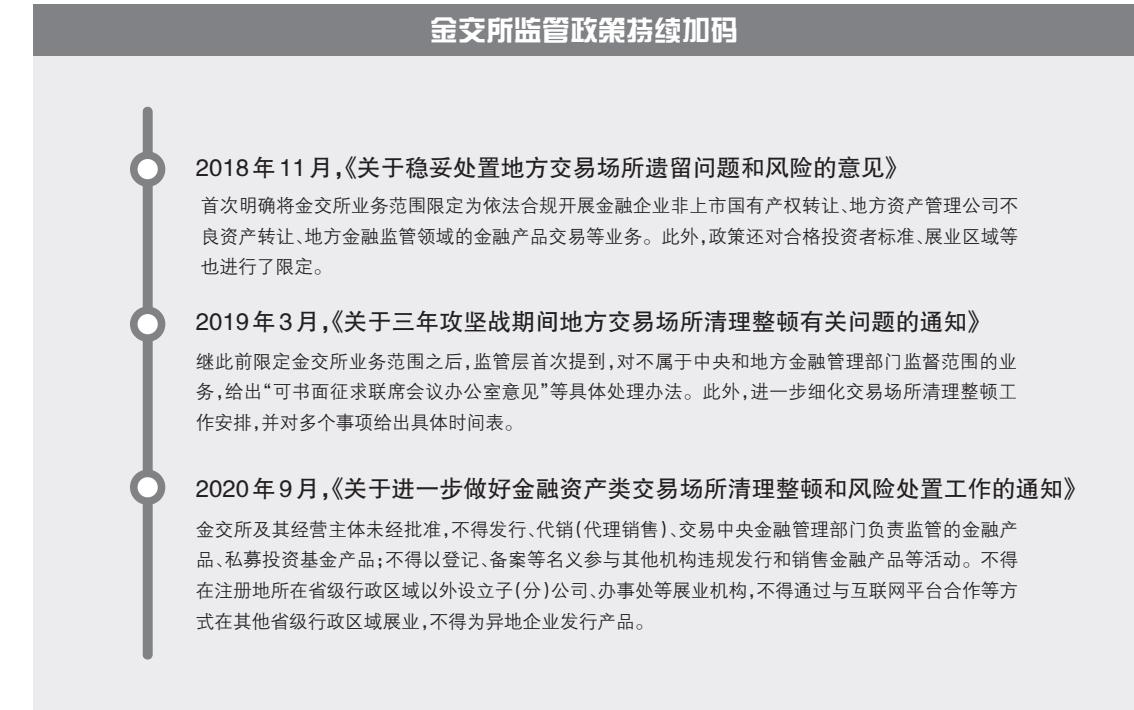 金交所监管政策持续加码
2018年11月,《关于稳妥处置地方交易场所遗留问题和风险的意见》
首次明确将金交所业务范围限定为依法合规开展金融企业非上市国有产权转让、地方资产管理公司不
良资产转让、地方金融监管领域的金融产品交易等业务。此外,政策还对合格投资者标准、展业区域等
也进行了限定。
2019年3月,《关于三年攻坚战期间地方交易场所清理整顿有关问题的通知》
继此前限定金交所业务范围之后,监管层首次提到,对不属于中央和地方金融管理部门监督范围的业
务,给出“可书面征求联席会议办公室意见”等具体处理办法。此外,进一步细化交易场所清理整顿工
作安排,并对多个事项给出具体时间表。
2020年9月,《关于进一步做好金融资产类交易场所清理整顿和风险处置工作的通知》
金交所及其经营主体未经批准,不得发行、代销(代理销售)、交易中央金融管理部门负责监管的金融产
品、私募投资基金产品;不得以登记、备案等名义参与其他机构违规发行和销售金融产品等活动。不得
在注册地所在省级行政区域以外设立子(分)公司、办事处等展业机构,不得通过与互联网平台合作等方
式在其他省级行政区域展业,不得为异地企业发行产品。